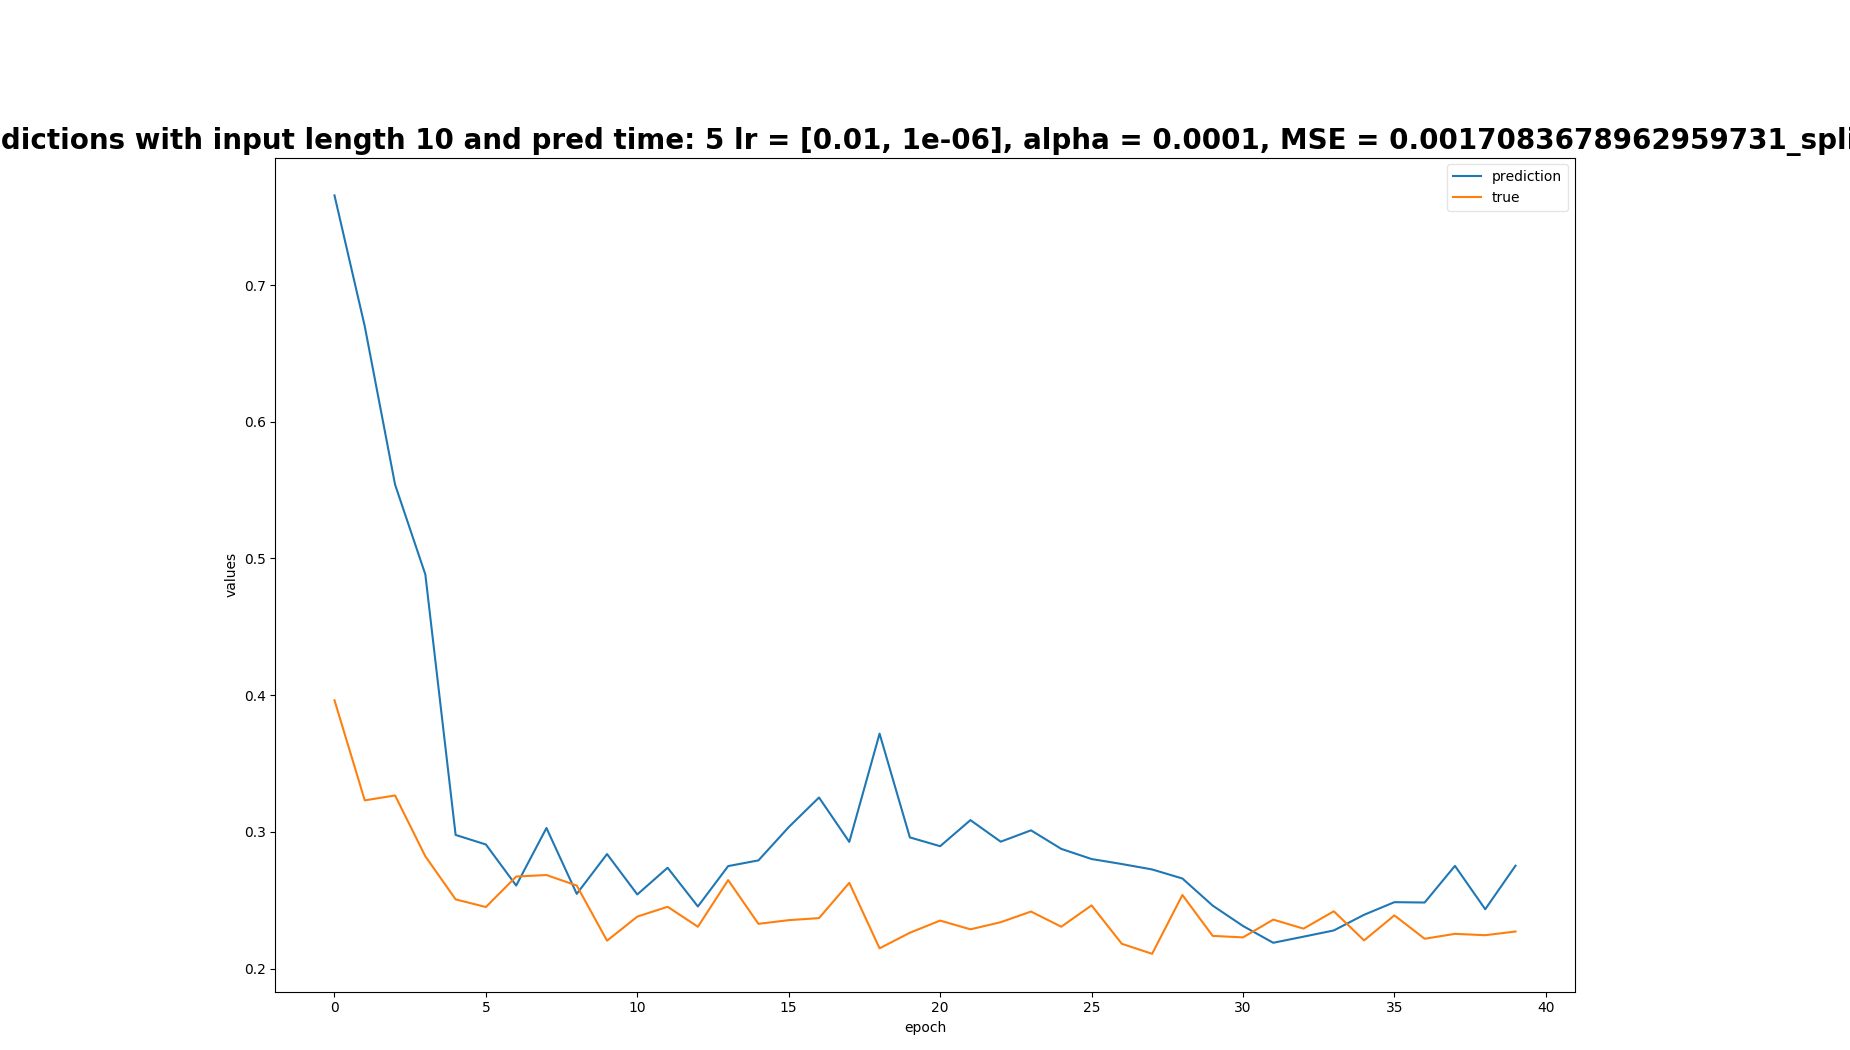 dictions with input length 10 and pred time: 5 lr = [0.01, 1e-06], alpha = 0.0001, MSE = 0.0017083678962959731_spli
prediction
true
0.7
0.6
0.5
0.4
0.3
0.2
values
0 5 10 15 20 25 30 35 40
epoch